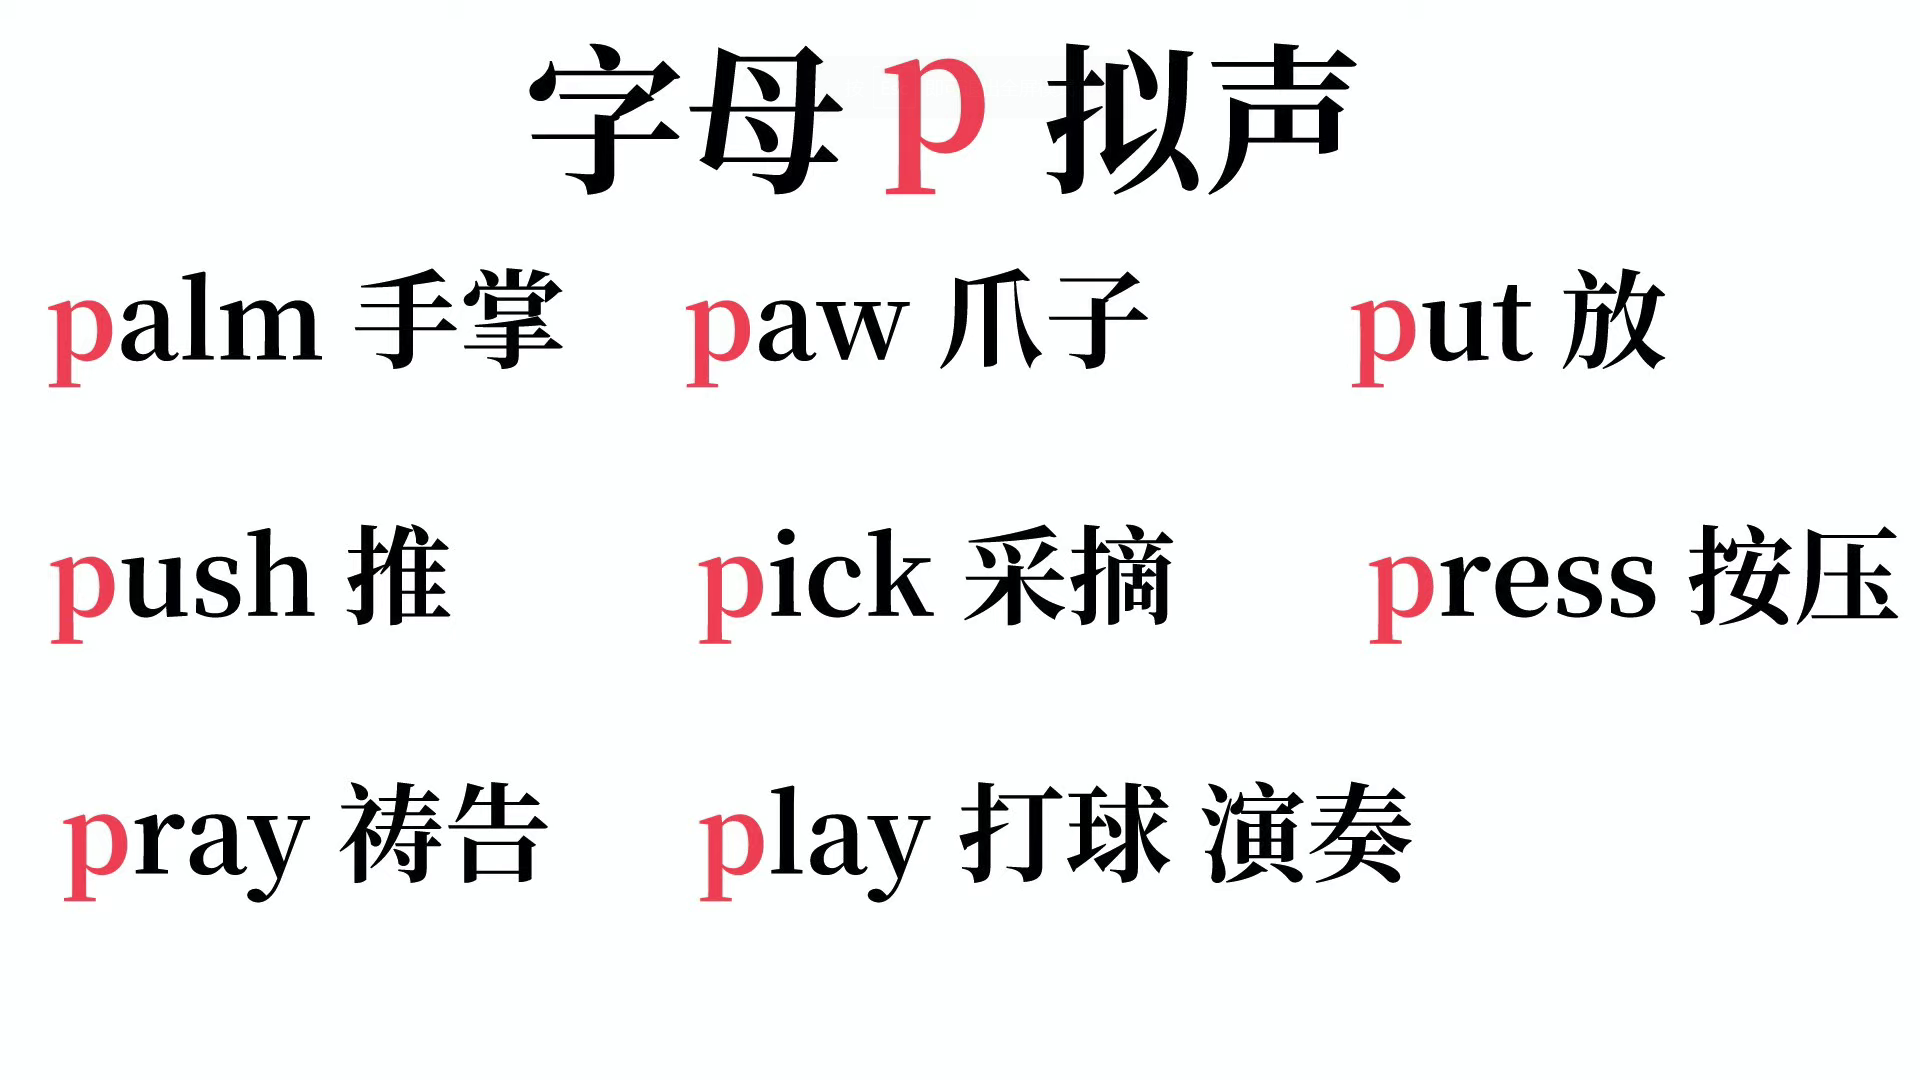 字母 p 拟声
palm 手掌 paw 爪子 put 放
push 推 pick 采摘 press 按压
pray 祷告 play 打球 演奏